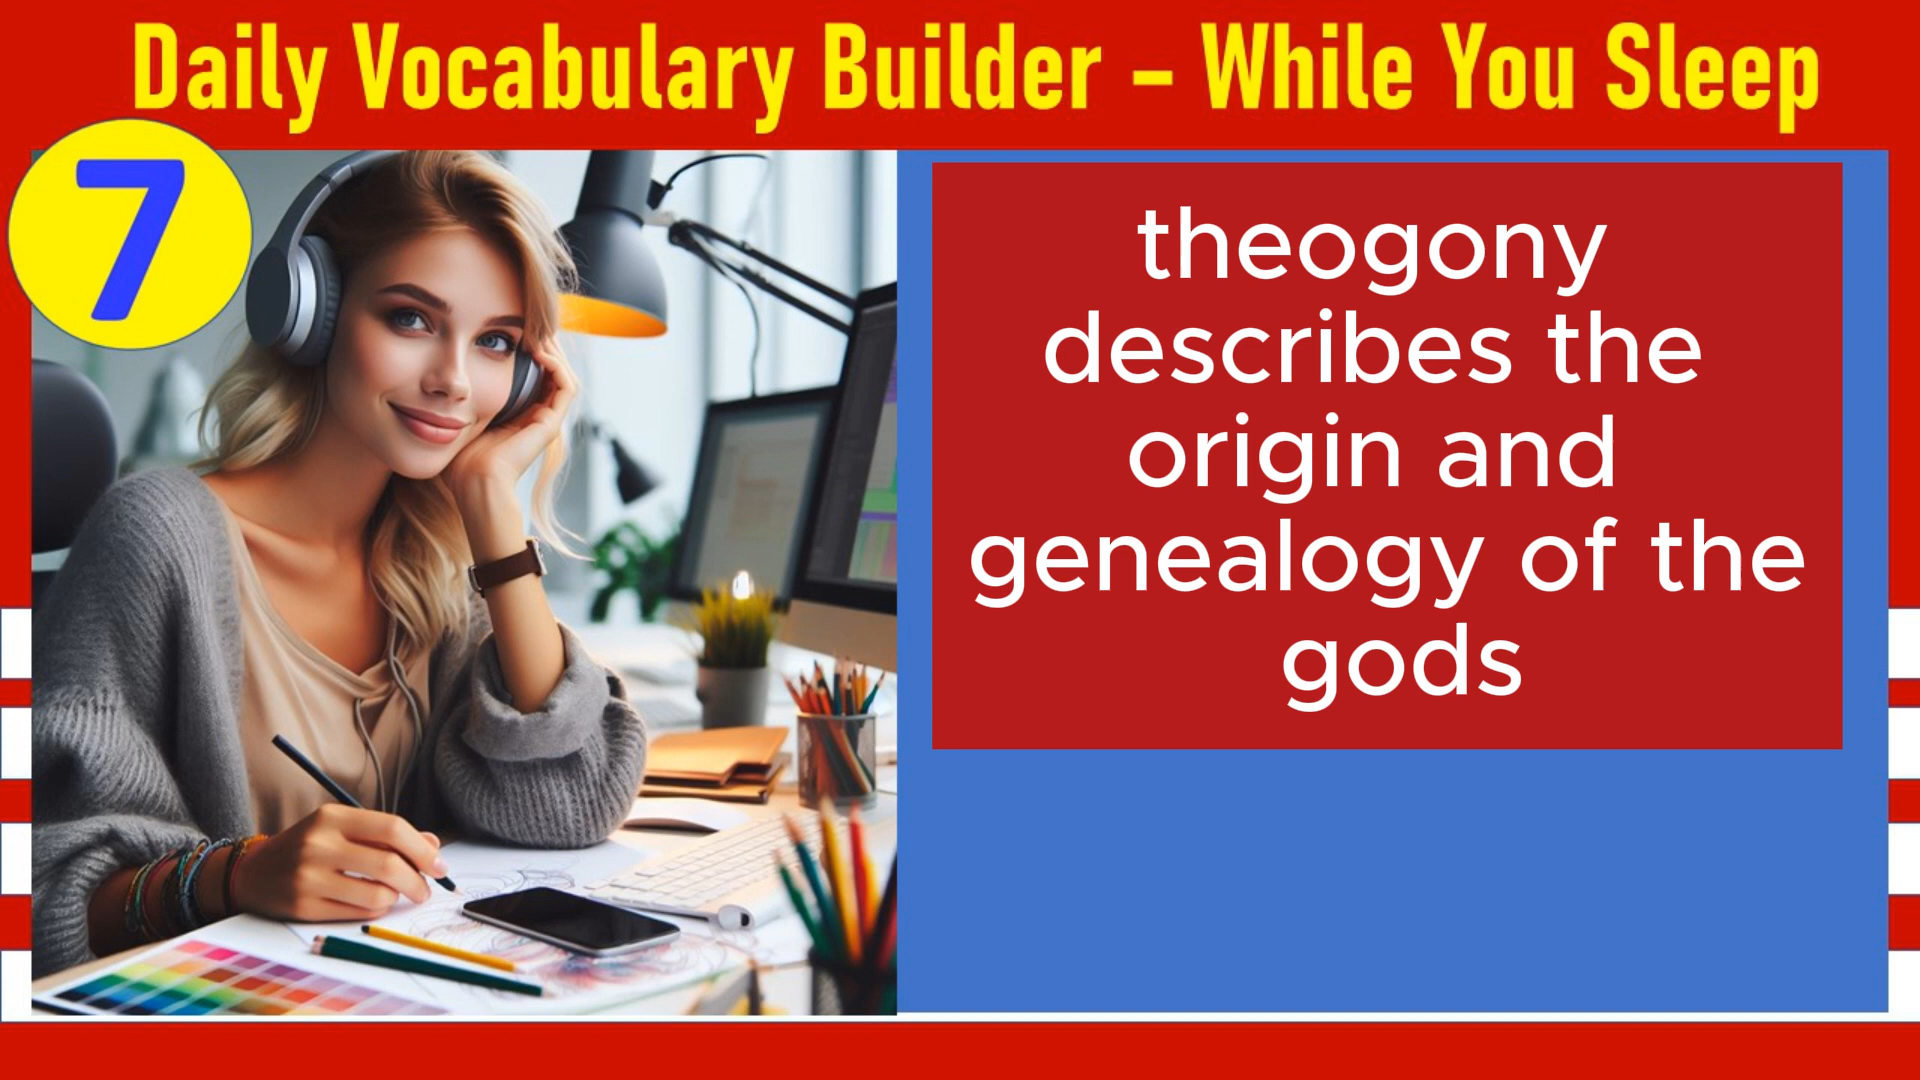 Daily Vocabulary Builder – While You Sleep
7
theogony
describes the
origin and
genealogy of the
gods